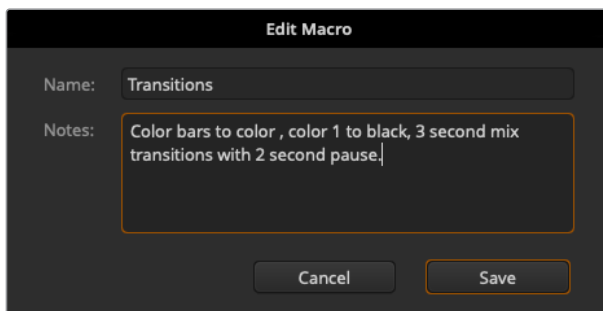 Edit Macro
Name: Transitions
Notes: Color bars to color , color 1 to black, 3 second mix
transitions with 2 second pause.
Cancel Save